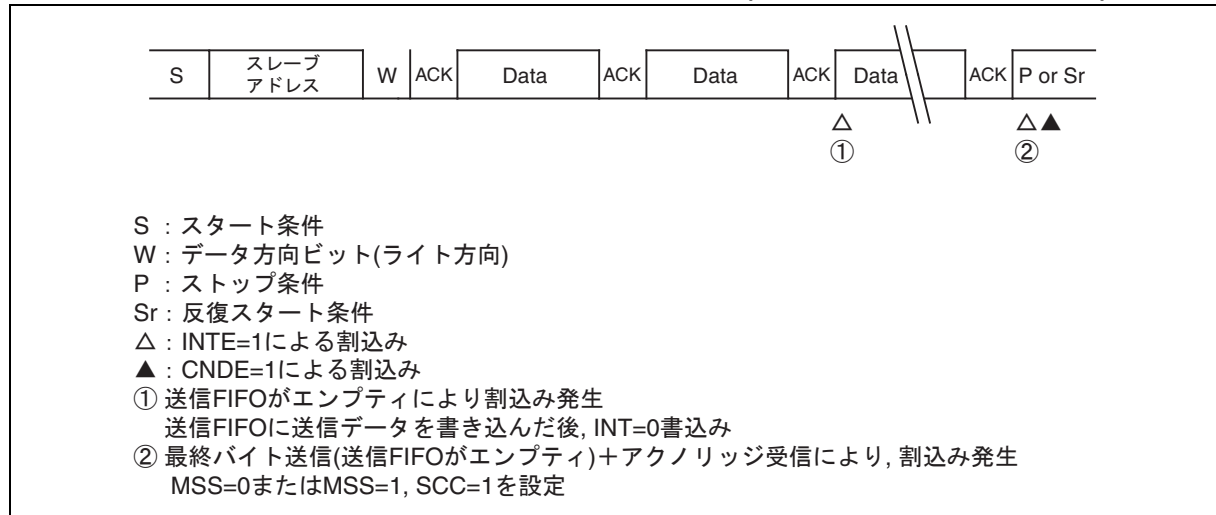 S スレーブ アドレス W ACK Data ACK Data ACK Data ACK P or Sr
△ △▲
① ②
S : スタート条件
W : データ方向ビット(ライト方向)
P : ストップ条件
Sr : 反復スタート条件
△ : INTE=1による割込み
▲ : CNDE=1による割込み
① 送信FIFOがエンプティにより割込み発生
送信FIFOに送信データを書き込んだ後, INT=0書込み
② 最終バイト送信(送信FIFOがエンプティ)＋アクノリッジ受信により, 割込み発生
MSS=0またはMSS=1, SCC=1を設定